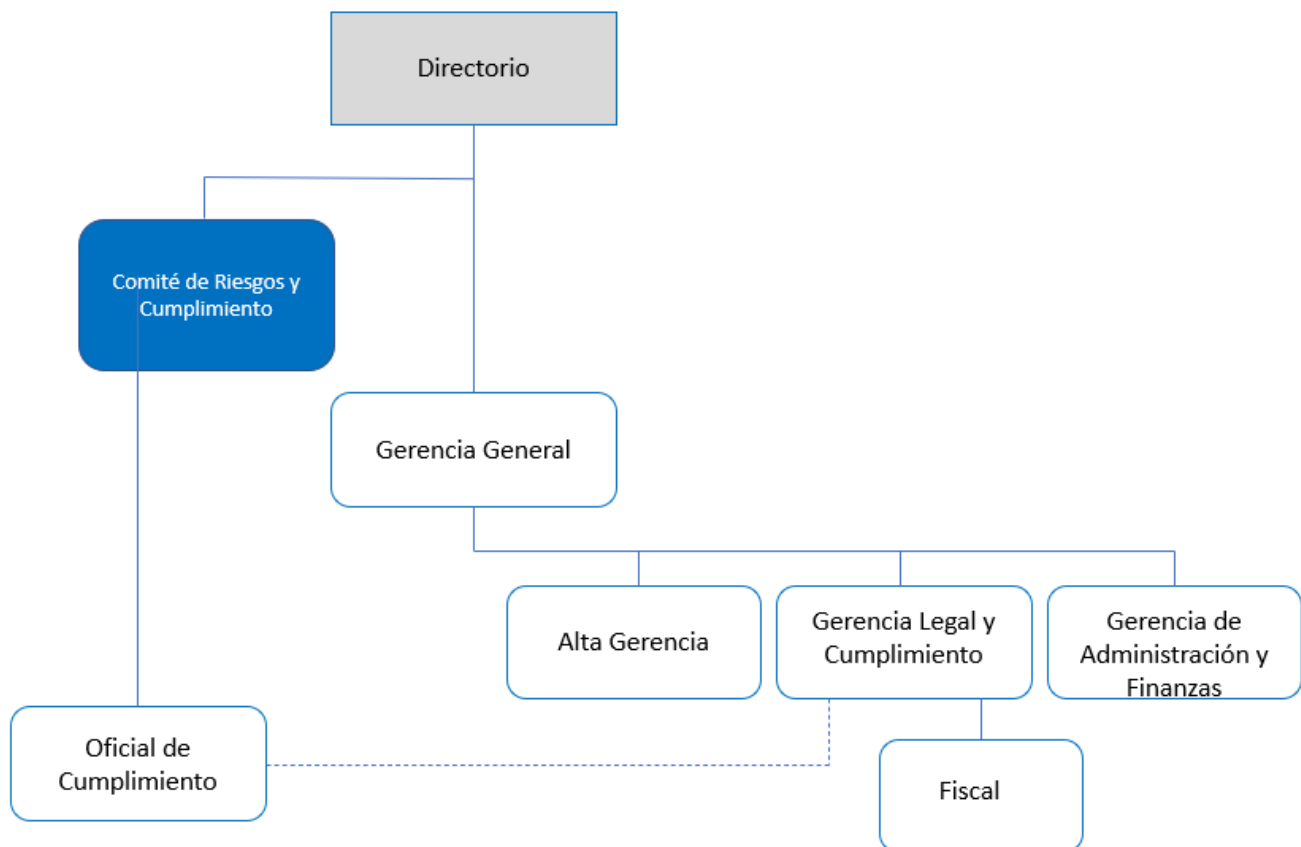 Directorio
Comité de Riesgos y
Cumplimiento
Gerencia General
Alta Gerencia
Gerencia Legal y
Cumplimiento
Gerencia de
Administración y
Finanzas
Oficial de
Cumplimiento
Fiscal